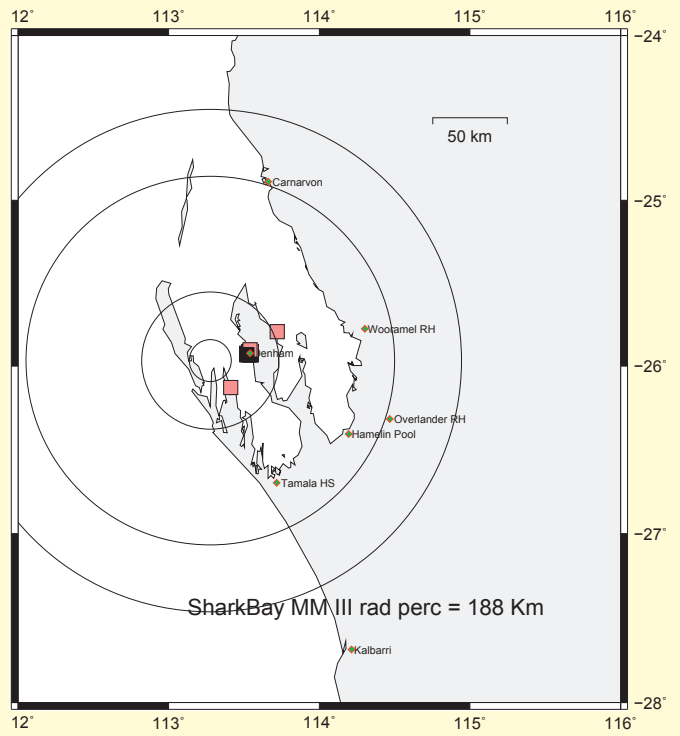 12° 113° 114° 115° 116°
−24°
50 km
Carnarvon
−25°
Wooramel RH
Denham
−26°
Overlander RH
Hamelin Pool
Tamala HS
−27°
SharkBay MM III rad perc = 188 Km
Kalbarri
−28°
12° 113° 114° 115° 116°